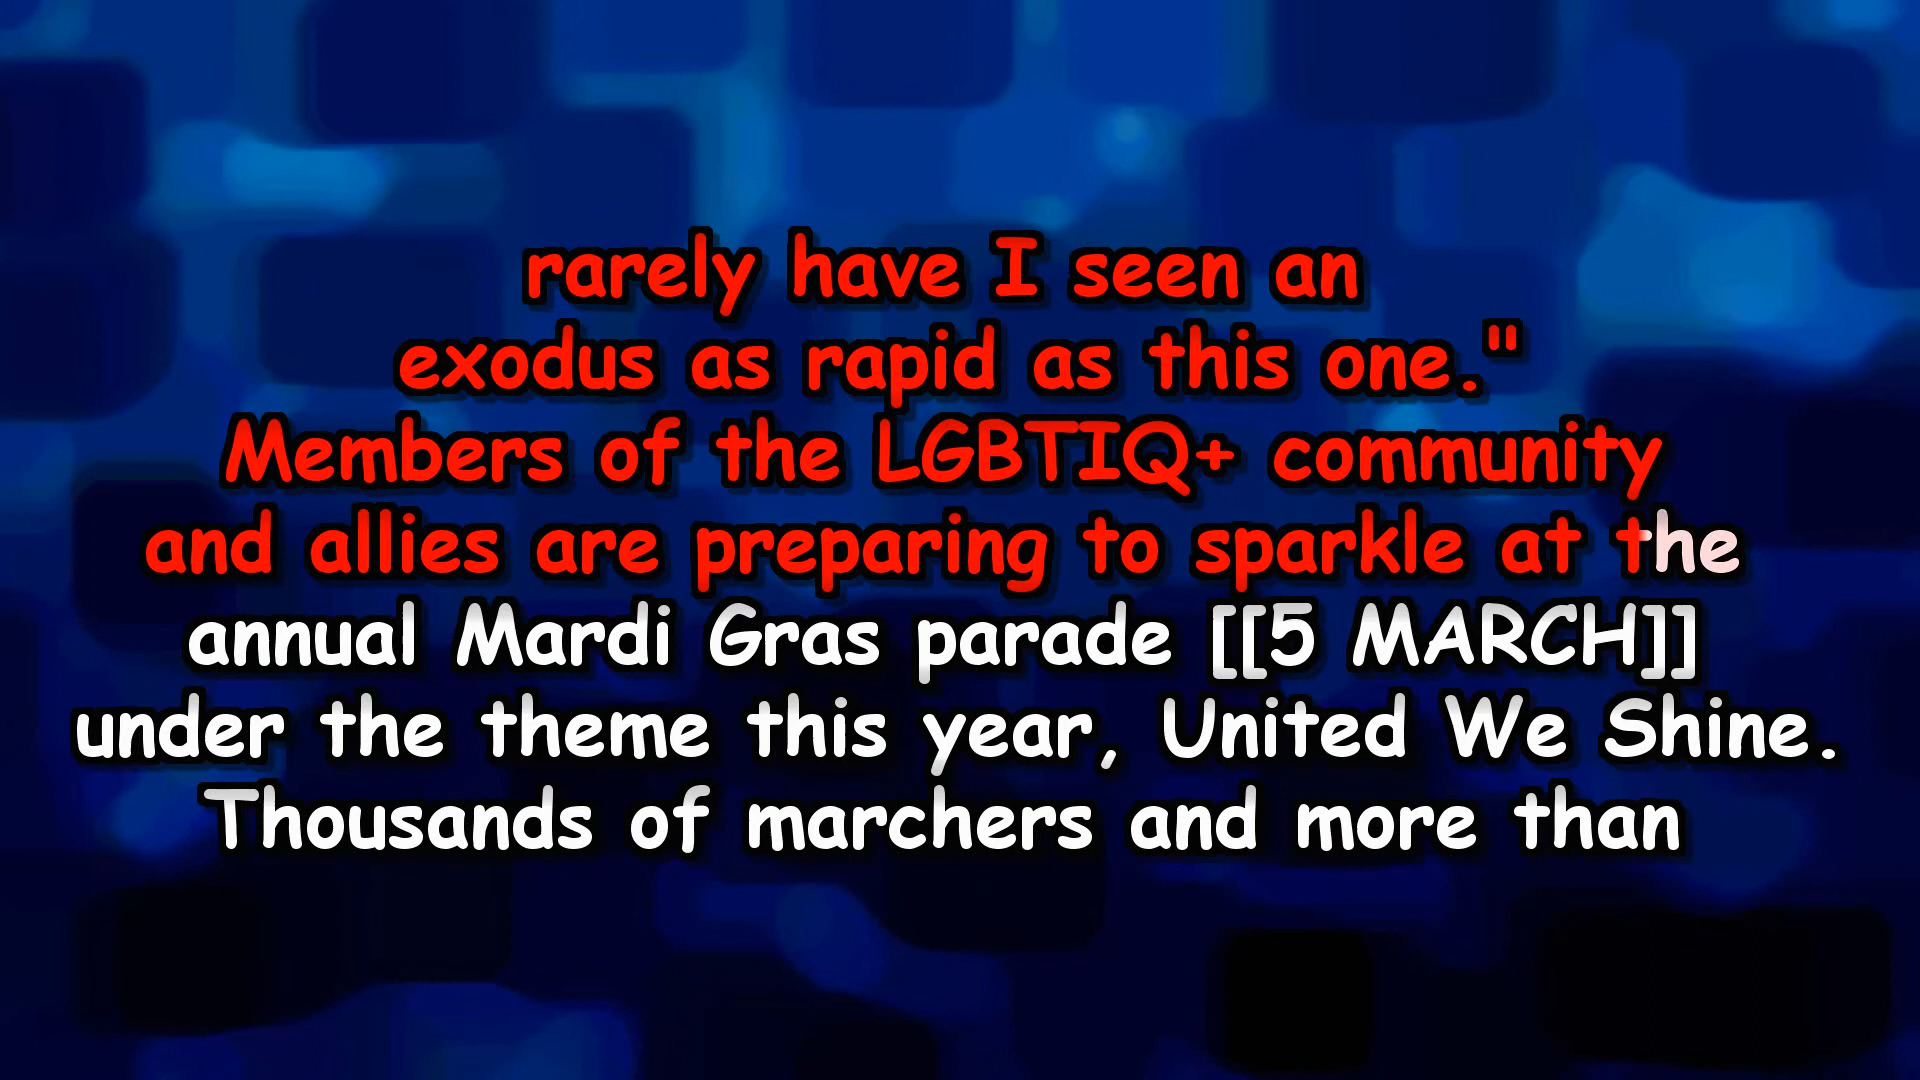 rarely have I seen an
exodus as rapid as this one."
Members of the LGBTIQ+ community
and allies are preparing to sparkle at the
annual Mardi Gras parade [[5 MARCH]]
under the theme this year, United We Shine.
Thousands of marchers and more than